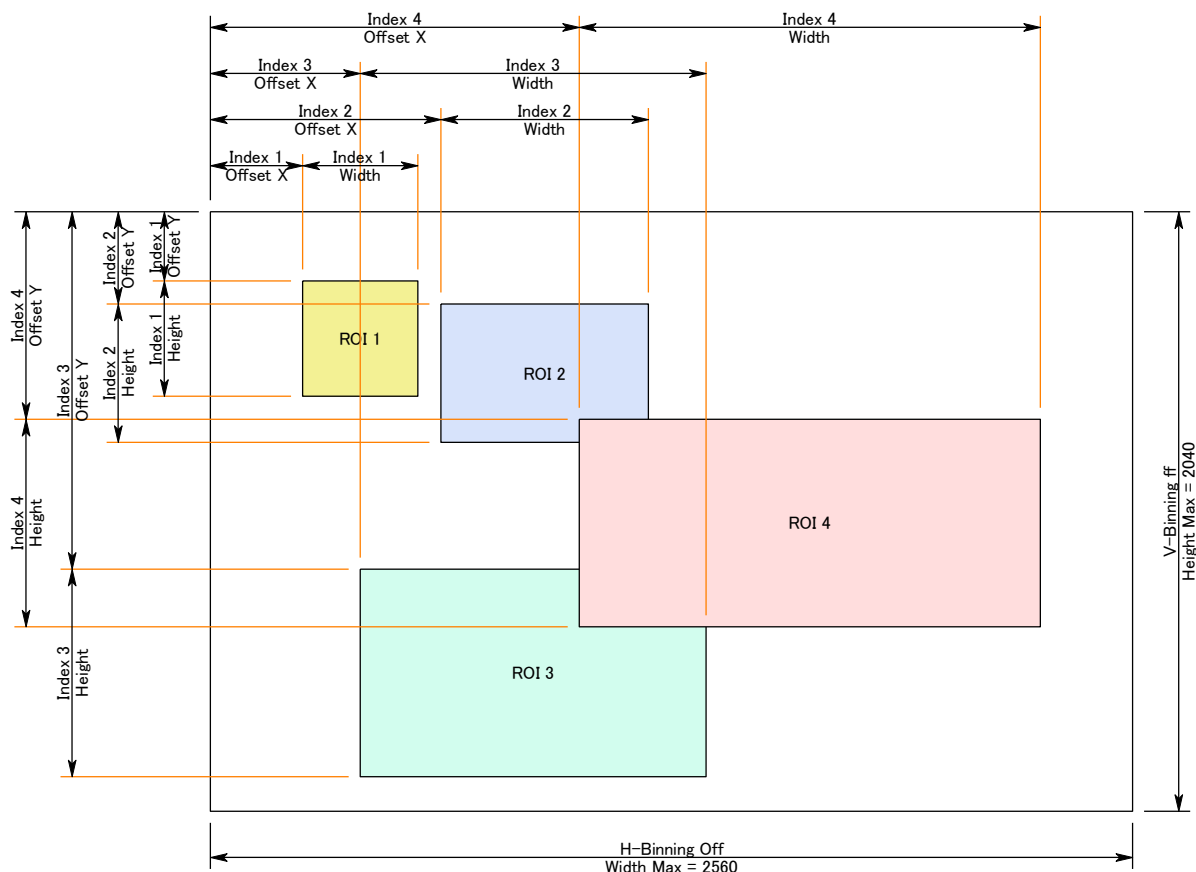 Index 4
Offset X
Index 4
Width
Index 3
Offset X
Index 3
Width
Index 2
Offset X
Index 2
Width
Index 1
Offset X
Index 1
Width
Index 4
Offset Y
Index 3
Offset Y
Index 2
Offset Y
Index 1
Offset Y
Index 1
Height
Index 2
Height
Index 4
Height
Index 3
Height
ROI 1
ROI 2
ROI 4
ROI 3
V-Binning ff
Height Max = 2040
H-Binning Off
Width Max = 2560